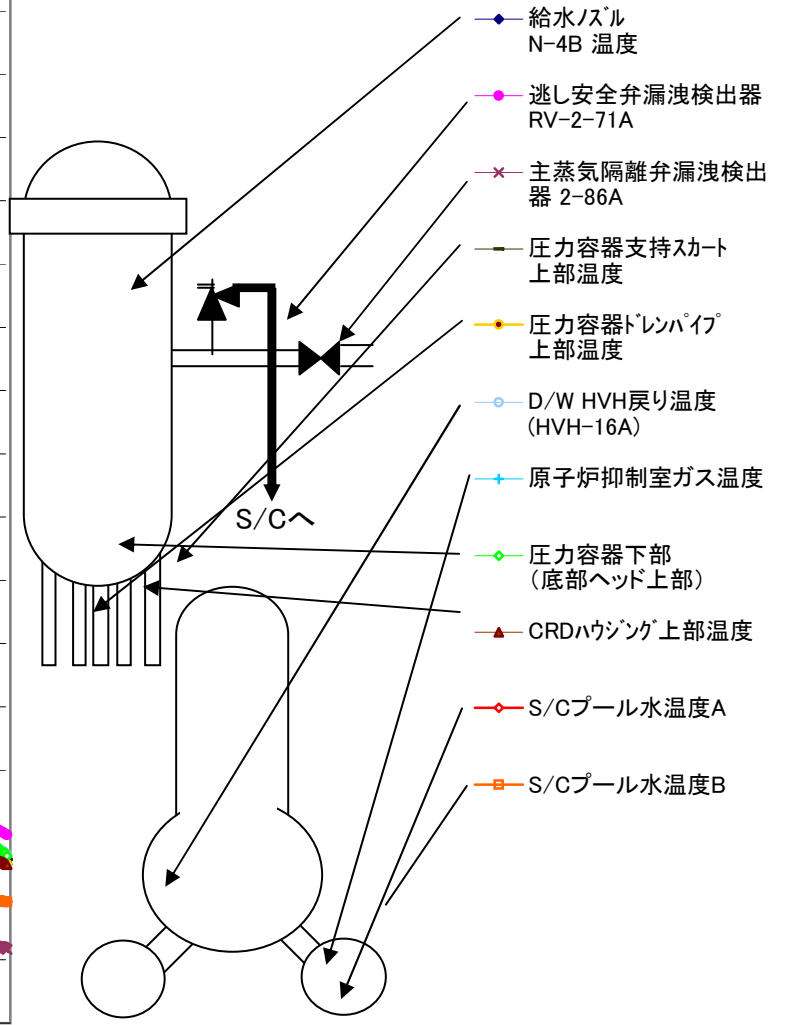 給水ノズル
N-4B 温度
逃し安全弁漏洩検出器
RV-2-71A
主蒸気隔離弁漏洩検出
器 2-86A
圧力容器支持スカート
上部温度
圧力容器ドレンパイプ
上部温度
D/W HVH戻り温度
(HVH-16A)
原子炉抑制室ガス温度
S/Cへ
圧力容器下部
（底部ヘッド上部）
CRDハウジング上部温度
S/Cプール水温度A
S/Cプール水温度B